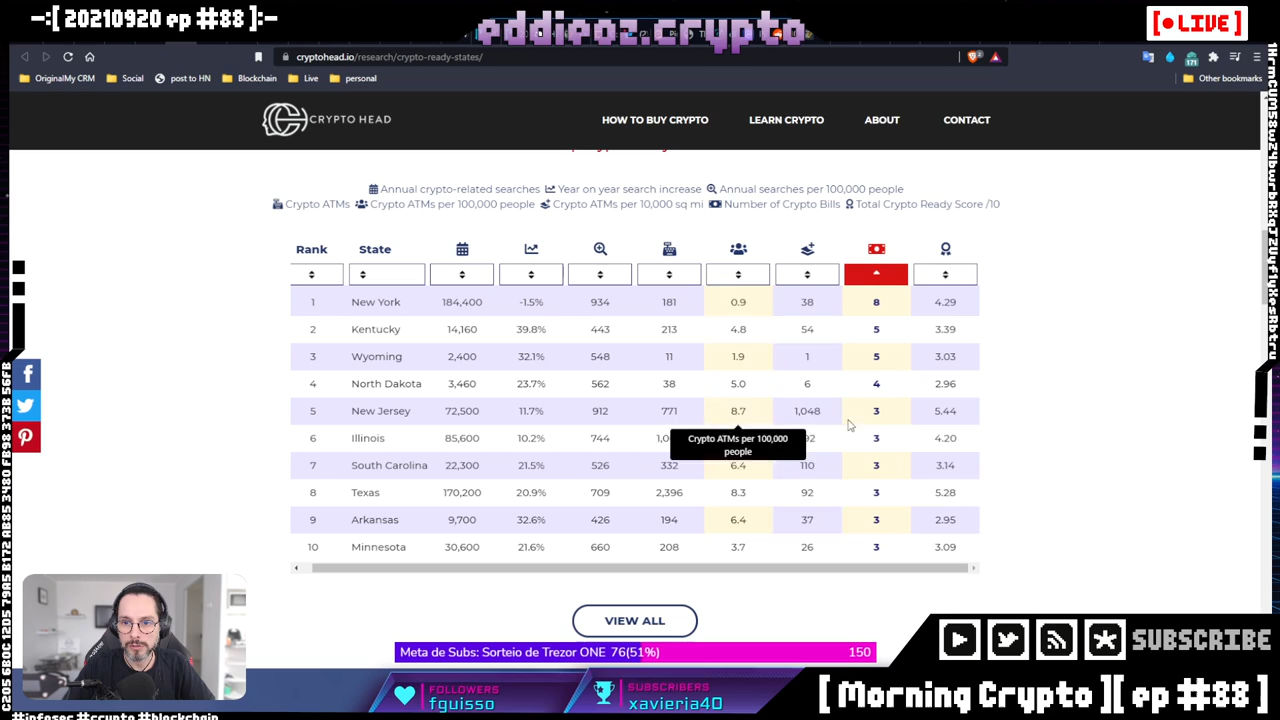 -:[ 20210920 ep #88 ]:-
eddieoz.crypto
[● LIVE]
cryptohead.io/research/crypto-ready-states/
2
171
OriginalMy CRM
Social
post to HN
Blockchain
Live
personal
Other bookmarks
CRYPTO HEAD
HOW TO BUY CRYPTO
LEARN CRYPTO
ABOUT
CONTACT
Annual crypto-related searches Year on year search increase Annual searches per 100,000 people
Crypto ATMs Crypto ATMs per 100,000 people Crypto ATMs per 10,000 sq mi Number of Crypto Bills Total Crypto Ready Score /10
Rank State
1 New York 184,400 -1.5% 934 181 0.9 38 8 4.29
2 Kentucky 14,160 39.8% 443 213 4.8 54 5 3.39
3 Wyoming 2,400 32.1% 548 11 1.9 1 5 3.03
4 North Dakota 3,460 23.7% 562 38 5.0 6 4 2.96
5 New Jersey 72,500 11.7% 912 771 8.7 1,048 3 5.44
6 Illinois 85,600 10.2% 744 3 4.20
Crypto ATMs per 100,000
people
7 South Carolina 22,300 21.5% 526 332 6.4 110 3 3.14
8 Texas 170,200 20.9% 709 2,396 8.3 92 3 5.28
9 Arkansas 9,700 32.6% 426 194 6.4 37 3 2.95
10 Minnesota 30,600 21.6% 660 208 3.7 26 3 3.09
VIEW ALL
Meta de Subs: Sorteio de Trezor ONE 76(51%) 150
SUBSCRIBE
FOLLOWERS
fguisso
SUBSCRIBERS
xavieria40
[ Morning Crypto ][ ep #88 ]
#infosec #crypto #blockchain